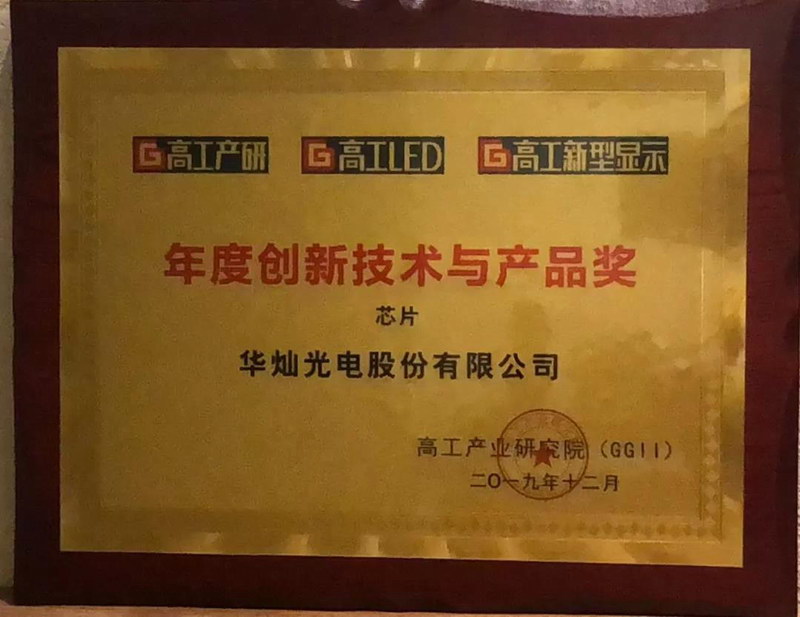 G高工产研 G高工LED G高工新型显示
年度创新技术与产品奖
芯片
华灿光电股份有限公司
高工产业研究院（GGII）
二〇一九年十二月